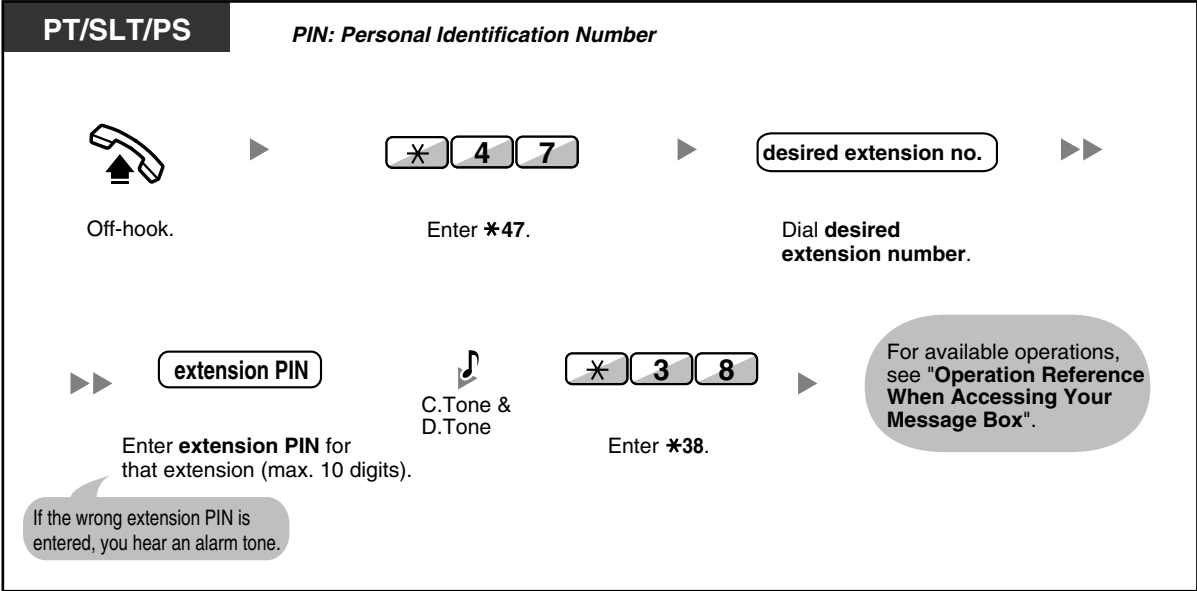 PT/SLT/PS
PIN: Personal Identification Number
* 4 7
desired extension no.
Off-hook.
Enter *47.
Dial desired
extension number.
extension PIN
C.Tone &
D.Tone
* 3 8
For available operations,
see "Operation Reference
When Accessing Your
Message Box".
Enter extension PIN for
that extension (max. 10 digits).
Enter *38.
If the wrong extension PIN is
entered, you hear an alarm tone.